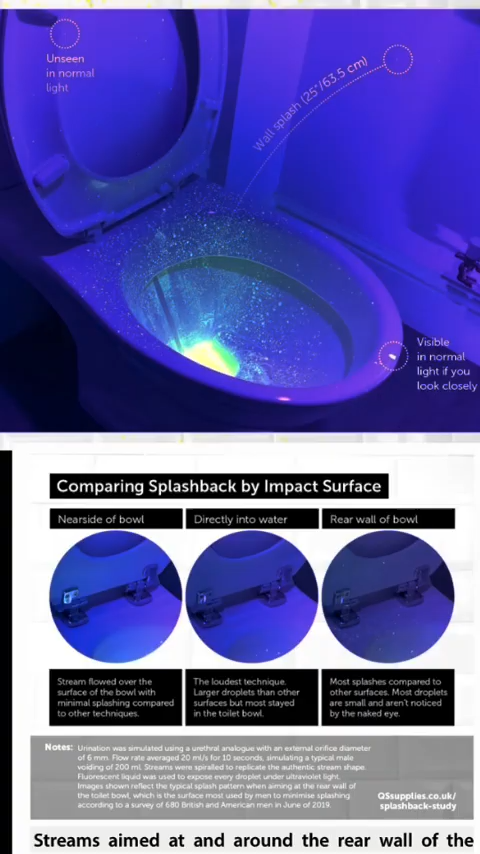 Unseen
in normal
light
Wall splash (25"/63.5 cm)
Visible
in normal
light if you
look closely
Comparing Splashback by Impact Surface
Nearside of bowl
Directly into water
Rear wall of bowl
Stream flowed over the
surface of the bowl with
minimal splashing compared
to other techniques.
The loudest technique.
Larger droplets than other
surfaces but most stayed
in the toilet bowl.
Most splashes compared to
other surfaces. Most droplets
are small and aren't noticed
by the naked eye.
Notes: Urination was simulated using a urethral analogue with an external orifice diameter
of 6 mm. Flow rate averaged 20 ml/s for 10 seconds, simulating a typical male
voiding of 200 ml. Streams were spiralled to replicate the authentic stream shape.
Fluorescent liquid was used to expose every droplet under ultraviolet light.
Images shown reflect the typical splash pattern when aiming at the rear wall of
the toilet bowl, which is the surface most used by men to minimise splashing
according to a survey of 680 British and American men in June of 2019.
QSsupplies.co.uk/
splashback-study
Streams aimed at and around the rear wall of the